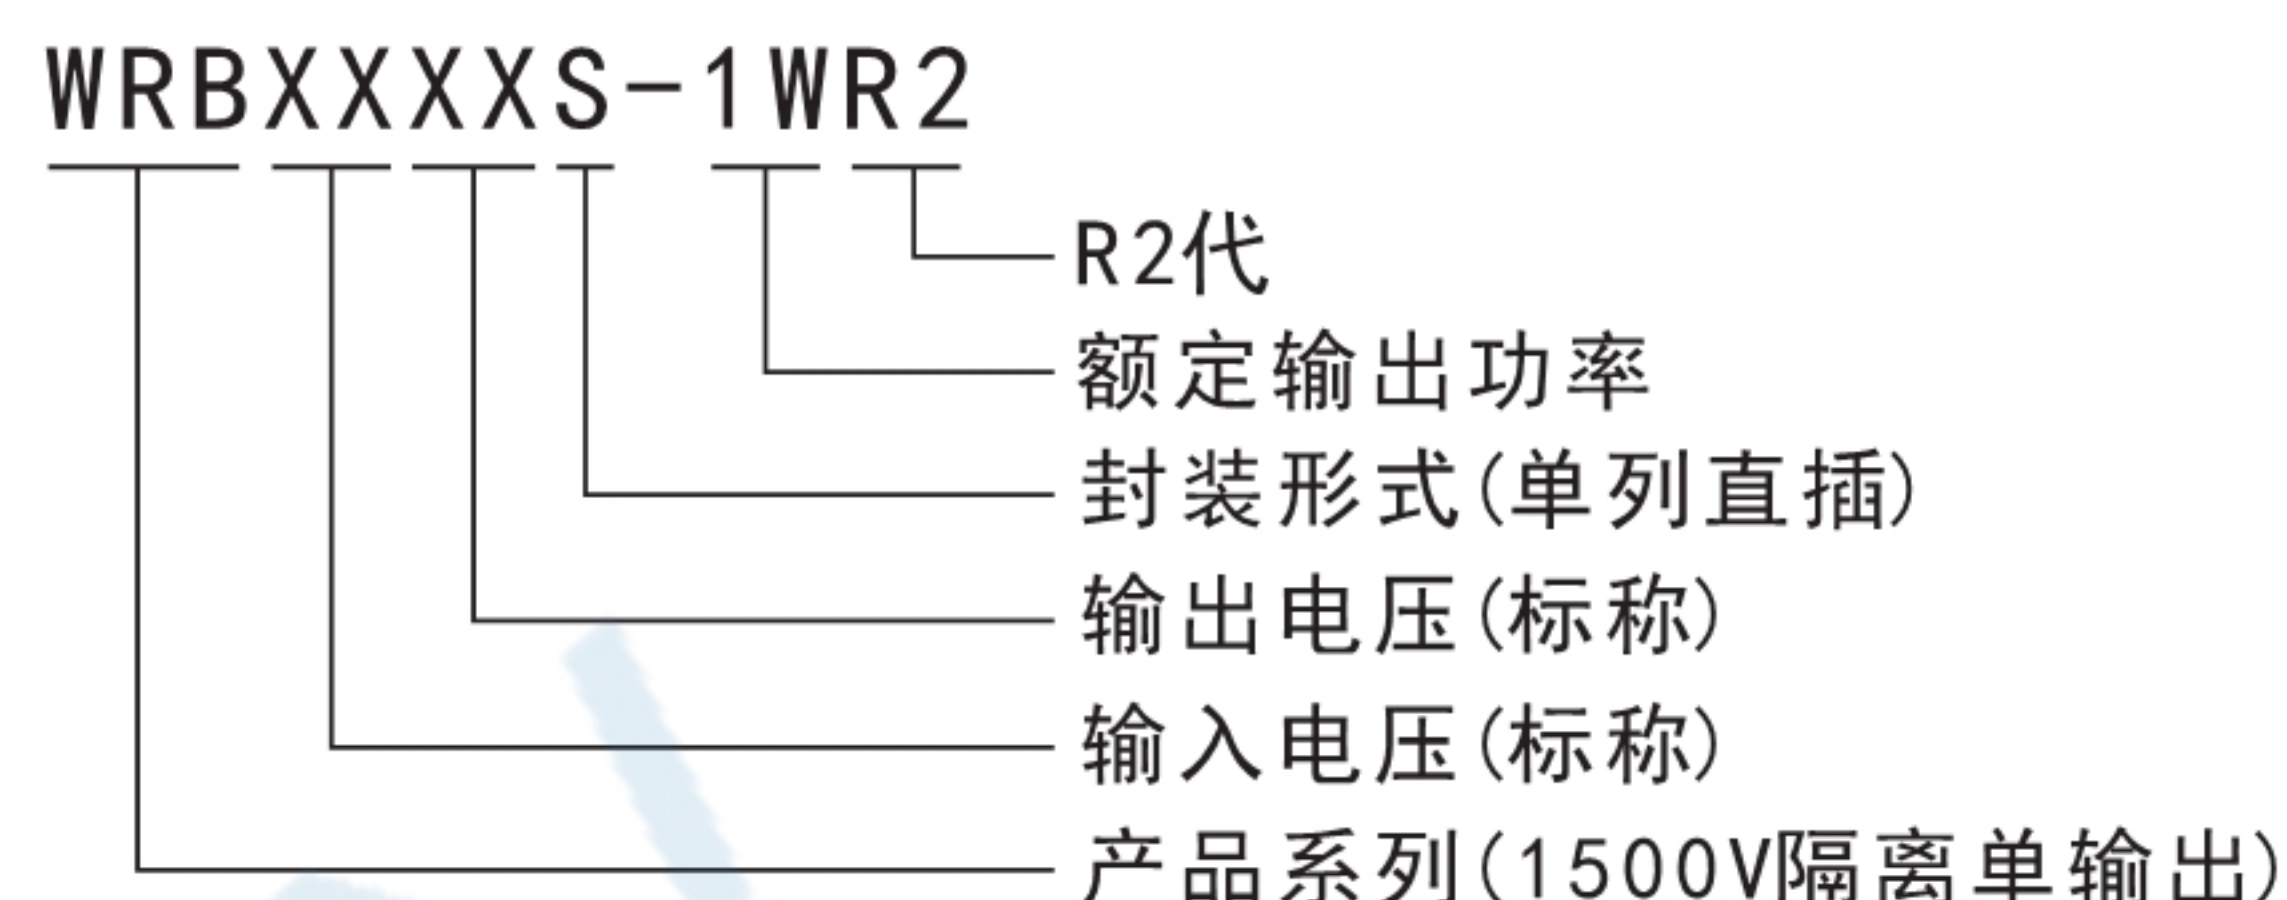 WRBXXXXS-1WR2
R2代
额定输出功率
封装形式(单列直插)
输出电压(标称)
输入电压(标称)
产品系列(1500V隔离单输出)